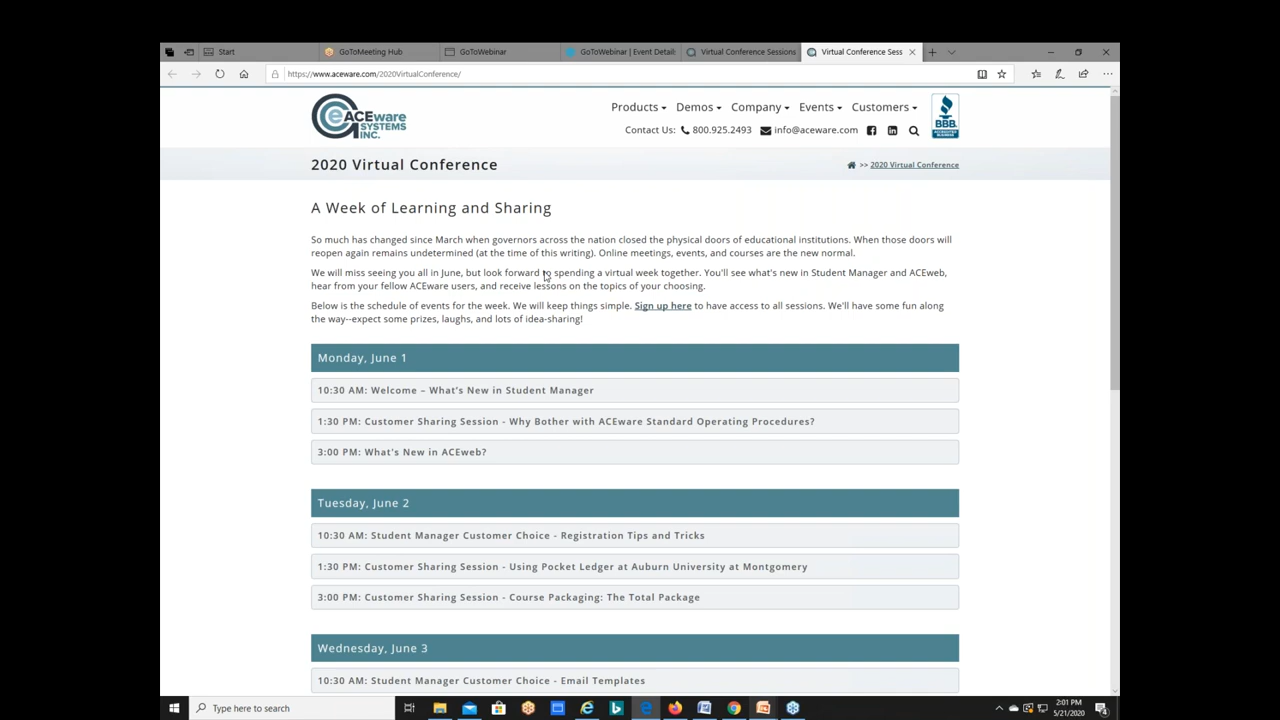 Start
GoToMeeting Hub
GoToWebinar
GoToWebinar | Event Details
Virtual Conference Sessions
Virtual Conference Sess
https://www.aceware.com/2020VirtualConference/
ACEware
SYSTEMS
INC.
Products Demos Company Events Customers
BBB
ACCREDITED
BUSINESS
Contact Us: 800.925.2493 info@aceware.com
2020 Virtual Conference
>> 2020 Virtual Conference
A Week of Learning and Sharing
So much has changed since March when governors across the nation closed the physical doors of educational institutions. When those doors will
reopen again remains undetermined (at the time of this writing). Online meetings, events, and courses are the new normal.
We will miss seeing you all in June, but look forward to spending a virtual week together. You'll see what's new in Student Manager and ACEweb,
hear from your fellow ACEware users, and receive lessons on the topics of your choosing.
Below is the schedule of events for the week. We will keep things simple. Sign up here to have access to all sessions. We'll have some fun along
the way--expect some prizes, laughs, and lots of idea-sharing!
Monday, June 1
10:30 AM: Welcome – What's New in Student Manager
1:30 PM: Customer Sharing Session - Why Bother with ACEware Standard Operating Procedures?
3:00 PM: What's New in ACEweb?
Tuesday, June 2
10:30 AM: Student Manager Customer Choice - Registration Tips and Tricks
1:30 PM: Customer Sharing Session - Using Pocket Ledger at Auburn University at Montgomery
3:00 PM: Customer Sharing Session - Course Packaging: The Total Package
Wednesday, June 3
10:30 AM: Student Manager Customer Choice - Email Templates
Type here to search
2:01 PM
5/21/2020
4